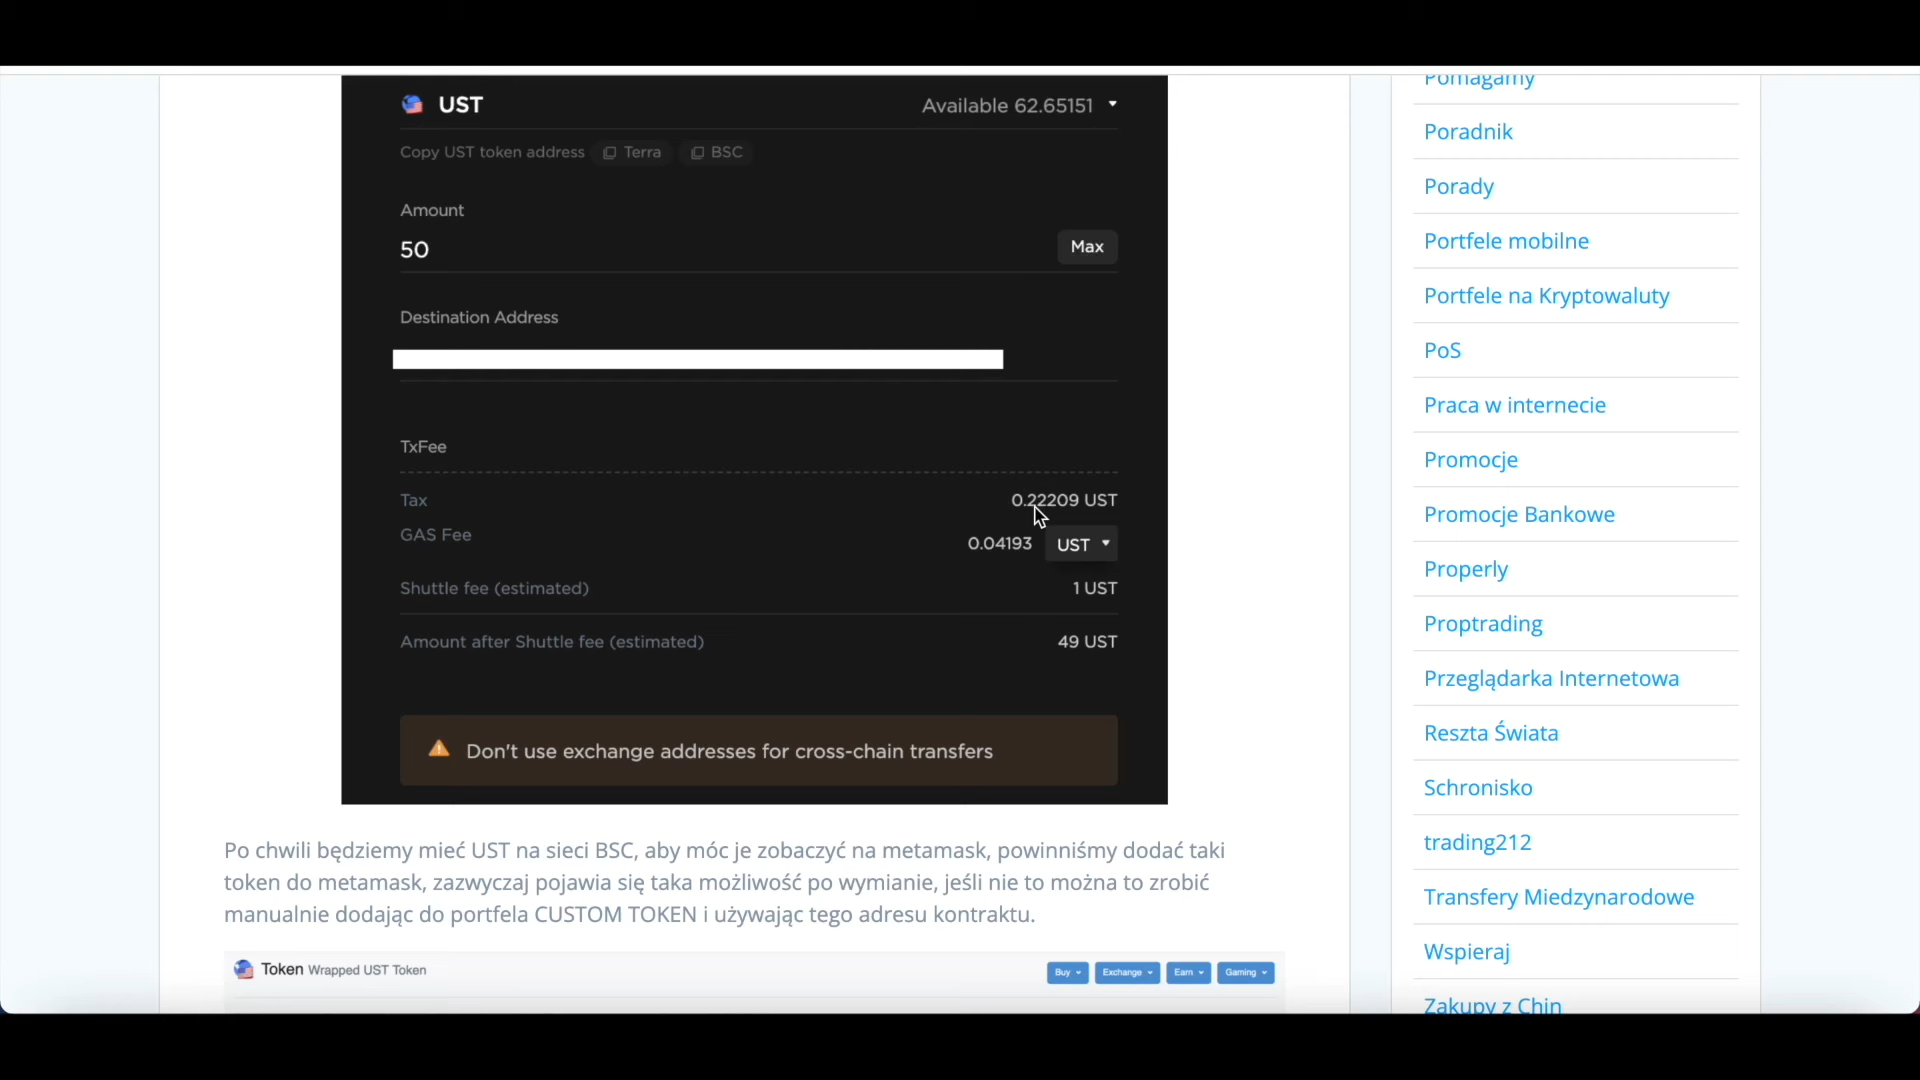 UST
Available 62.65151
Copy UST token address Terra BSC
Amount
50
Max
Destination Address
TxFee
Tax
0.22209 UST
GAS Fee
0.04193 UST
Shuttle fee (estimated)
1 UST
Amount after Shuttle fee (estimated)
49 UST
Don't use exchange addresses for cross-chain transfers
Po chwili będziemy mieć UST na sieci BSC, aby móc je zobaczyć na metamask, powinniśmy dodać taki
token do metamask, zazwyczaj pojawia się taka możliwość po wymianie, jeśli nie to można to zrobić
manualnie dodając do portfela CUSTOM TOKEN i używając tego adresu kontraktu.
Token Wrapped UST Token
Buy Exchange Earn Gaming
Pomagamy
Poradnik
Porady
Portfele mobilne
Portfele na Kryptowaluty
PoS
Praca w internecie
Promocje
Promocje Bankowe
Properly
Proptrading
Przeglądarka Internetowa
Reszta Świata
Schronisko
trading212
Transfery Miedzynarodowe
Wspieraj
Zakupy z Chin